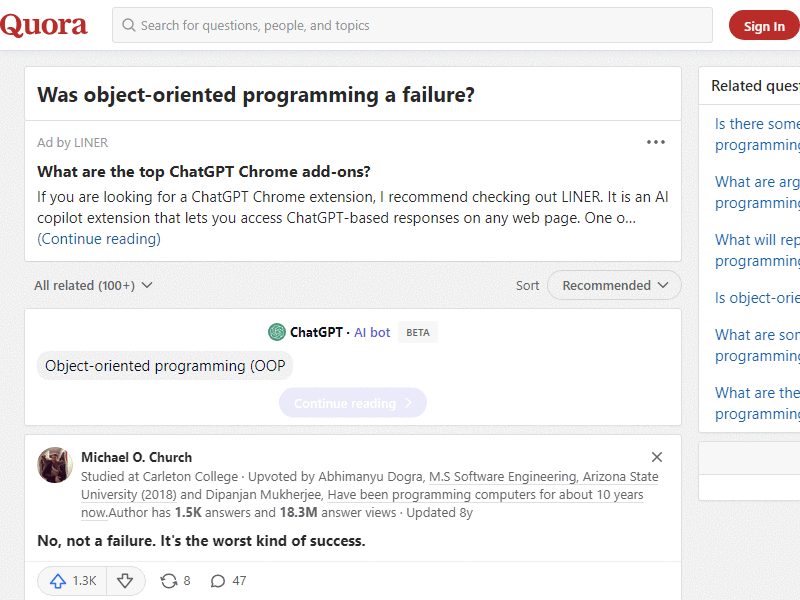 Quora
Search for questions, people, and topics
Sign In
Was object-oriented programming a failure?
Ad by LINER
What are the top ChatGPT Chrome add-ons?
If you are looking for a ChatGPT Chrome extension, I recommend checking out LINER. It is an AI
copilot extension that lets you access ChatGPT-based responses on any web page. One o...
(Continue reading)
All related (100+)
Sort
Recommended
ChatGPT · AI bot BETA
Object-oriented programming (OOP
Continue reading
Michael O. Church
Studied at Carleton College · Upvoted by Abhimanyu Dogra, M.S Software Engineering, Arizona State
University (2018) and Dipanjan Mukherjee, Have been programming computers for about 10 years
now.Author has 1.5K answers and 18.3M answer views · Updated 8y
No, not a failure. It's the worst kind of success.
1.3K
8
47
Related
Is there
programming
What are
programming
What will
programming
Is
What are
programming
What are the
programming